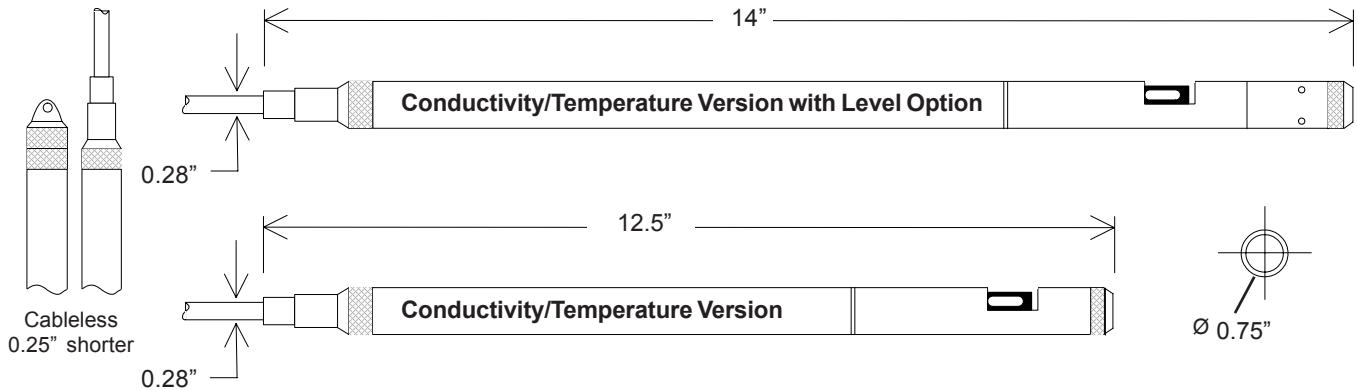 14”
Conductivity/Temperature Version with Level Option
0.28”
12.5”
Conductivity/Temperature Version
Cableless
0.25” shorter
0.28”
Ø 0.75”